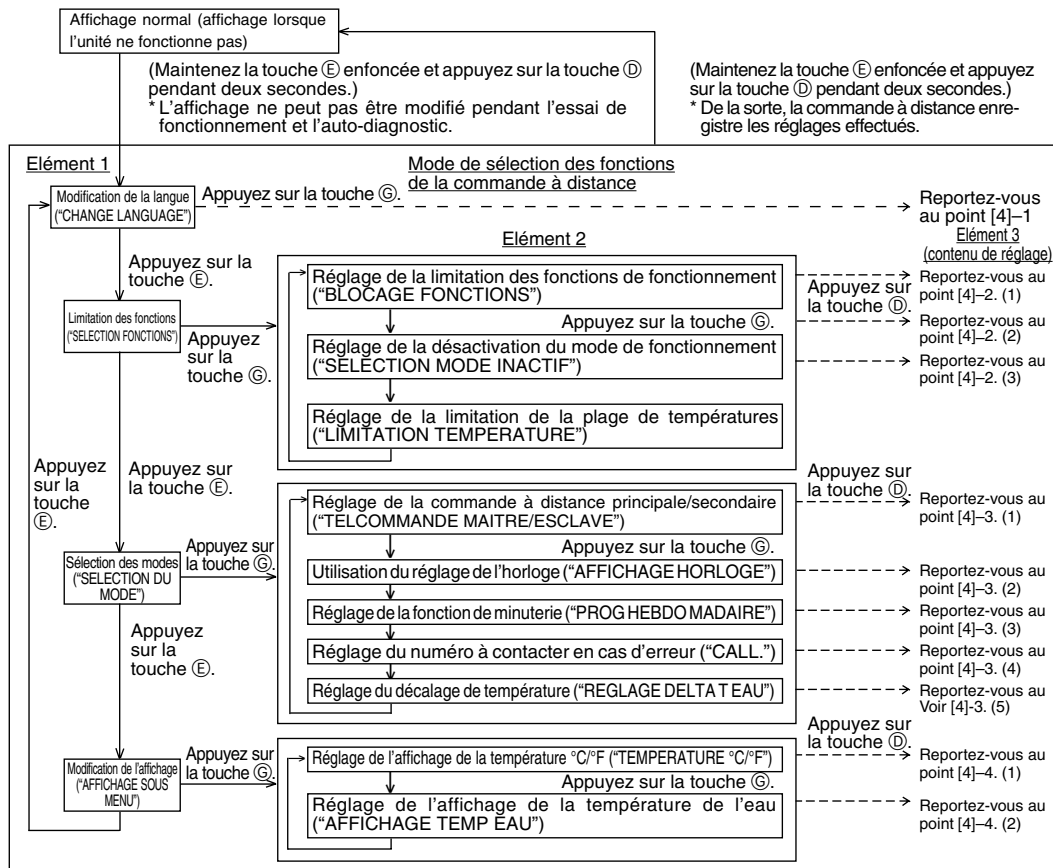 Affichage normal (affichage lorsque
l'unité ne fonctionne pas)
(Maintenez la touche Ⓔ enfoncée et appuyez sur la touche Ⓓ
pendant deux secondes.)
* L'affichage ne peut pas être modifié pendant l'essai de
fonctionnement et l'auto-diagnostic.
(Maintenez la touche Ⓔ enfoncée et appuyez
sur la touche Ⓓ pendant deux secondes.)
* De la sorte, la commande à distance enre-
gistre les réglages effectués.
Elément 1
Mode de sélection des fonctions
de la commande à distance
Modification de la langue
("CHANGE LANGUAGE")
Appuyez sur la touche Ⓖ.
Reportez-vous
au point [4]–1
Elément 3
(contenu de réglage)
Appuyez sur la
touche Ⓔ.
Elément 2
Limitation des fonctions
("SELECTION FONCTIONS")
Appuyez
sur la
touche Ⓖ.
Réglage de la limitation des fonctions de fonctionnement
("BLOCAGE FONCTIONS")
Appuyez sur
la touche Ⓓ.
Reportez-vous au
point [4]–2. (1)
Appuyez sur la touche Ⓖ.
Reportez-vous au
point [4]–2. (2)
Réglage de la désactivation du mode de fonctionnement
("SELECTION MODE INACTIF")
Reportez-vous au
point [4]–2. (3)
Réglage de la limitation de la plage de températures
("LIMITATION TEMPERATURE")
Appuyez
sur la
touche
Ⓔ.
Appuyez sur
la touche Ⓔ.
Réglage de la commande à distance principale/secondaire
("TELCOMMANDE MAITRE/ESCLAVE")
Appuyez sur
la touche Ⓓ.
Reportez-vous au
point [4]–3. (1)
Appuyez sur la touche Ⓖ.
Sélection des modes
("SELECTION DU
MODE")
Appuyez sur
la touche Ⓖ.
Utilisation du réglage de l'horloge ("AFFICHAGE HORLOGE")
Reportez-vous au
point [4]–3. (2)
Réglage de la fonction de minuterie ("PROG HEBDO MADAIRE")
Reportez-vous au
point [4]–3. (3)
Réglage du numéro à contacter en cas d'erreur ("CALL.")
Reportez-vous au
point [4]–3. (4)
Réglage du décalage de température ("REGLAGE DELTA T EAU")
Reportez-vous au
Voir [4]-3. (5)
Appuyez
sur la
touche Ⓔ.
Modification de l'affichage
("AFFICHAGE SOUS
MENU")
Appuyez sur
la touche Ⓖ.
Réglage de l'affichage de la température °C/°F ("TEMPERATURE °C/°F")
Appuyez sur
la touche Ⓓ.
Reportez-vous au
point [4]–4. (1)
Appuyez sur la touche Ⓖ.
Réglage de l'affichage de la température de l'eau
("AFFICHAGE TEMP EAU")
Reportez-vous au
point [4]–4. (2)